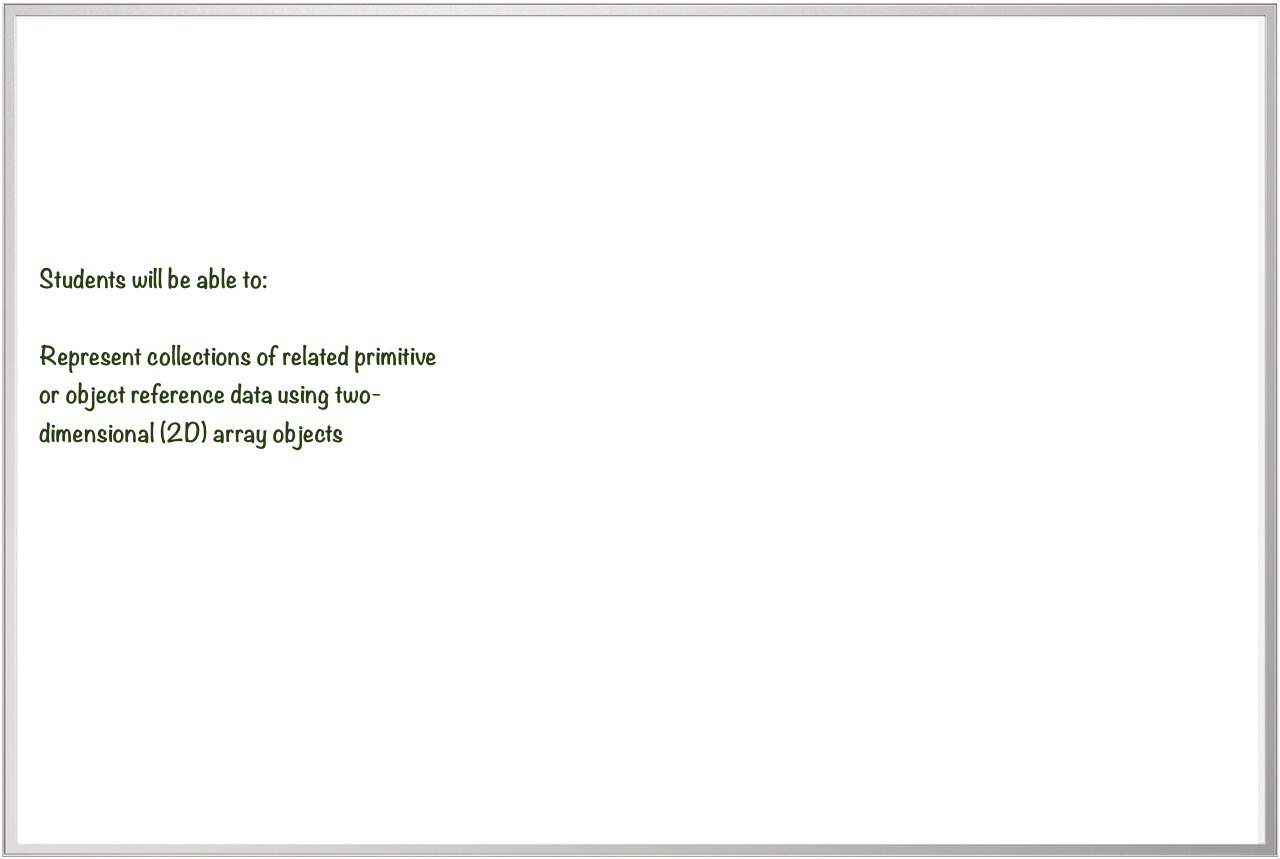 Students will be able to:
Represent collections of related primitive
or object reference data using two-
dimensional (2D) array objects